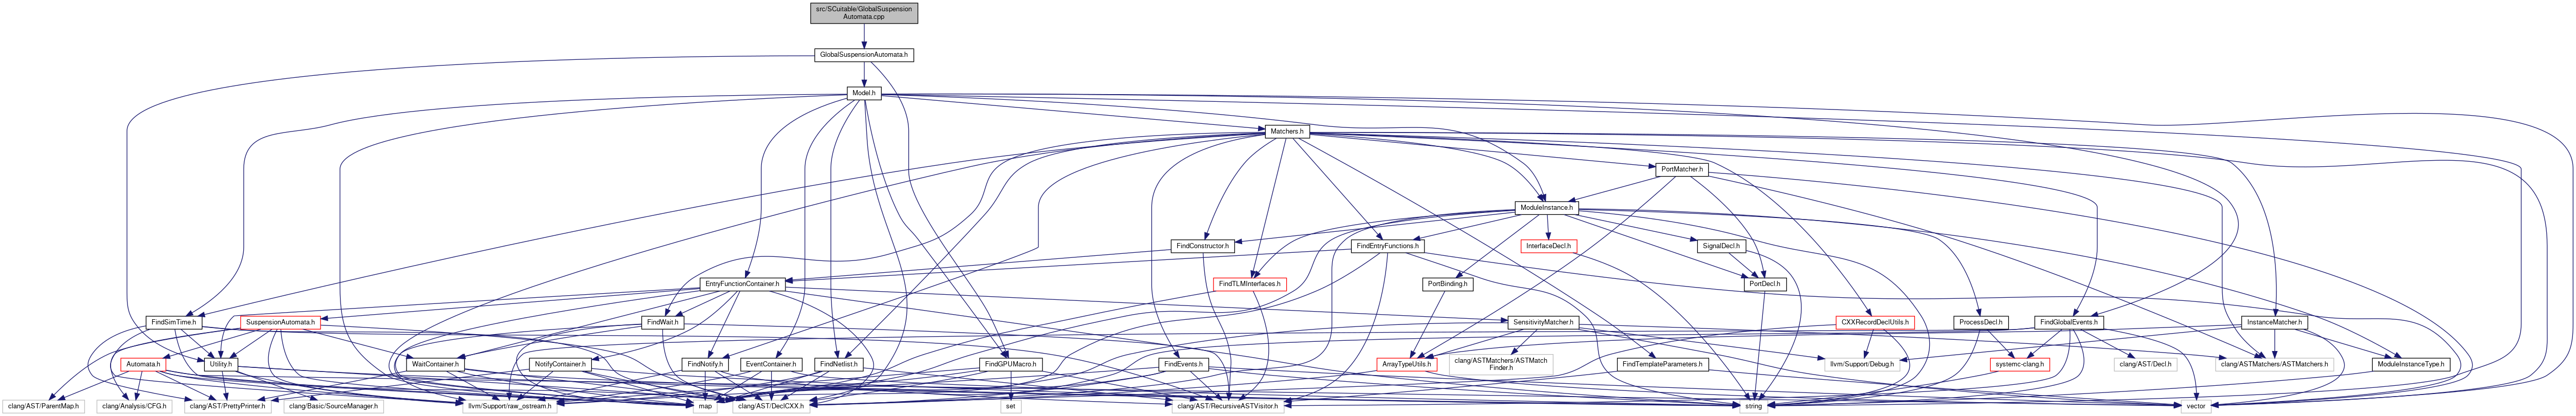 src/SCuitable/GlobalSuspension
Automata.cpp
GlobalSuspensionAutomata.h
Model.h
Matchers.h
PortMatcher.h
ModuleInstance.h
FindConstructor.h
FindEntryFunctions.h
InterfaceDecl.h
SignalDecl.h
EntryFunctionContainer.h
FindTLMInterfaces.h
PortBinding.h
PortDecl.h
FindSimTime.h
SuspensionAutomata.h
FindWait.h
SensitivityMatcher.h
CXXRecordDeclUtils.h
ProcessDecl.h
FindGlobalEvents.h
InstanceMatcher.h
Automata.h
Utility.h
WaitContainer.h
NotifyContainer.h
FindNotify.h
EventContainer.h
FindNetlist.h
FindGPUMacro.h
FindEvents.h
ArrayTypeUtils.h
clang/ASTMatchers/ASTMatch
Finder.h
FindTemplateParameters.h
llvm/Support/Debug.h
systemc-clang.h
clang/AST/Decl.h
clang/ASTMatchers/ASTMatchers.h
ModuleInstanceType.h
clang/AST/ParentMap.h
clang/Analysis/CFG.h
clang/AST/PrettyPrinter.h
clang/Basic/SourceManager.h
llvm/Support/raw_ostream.h
map
clang/AST/DeclCXX.h
set
clang/AST/RecursiveASTVisitor.h
string
vector